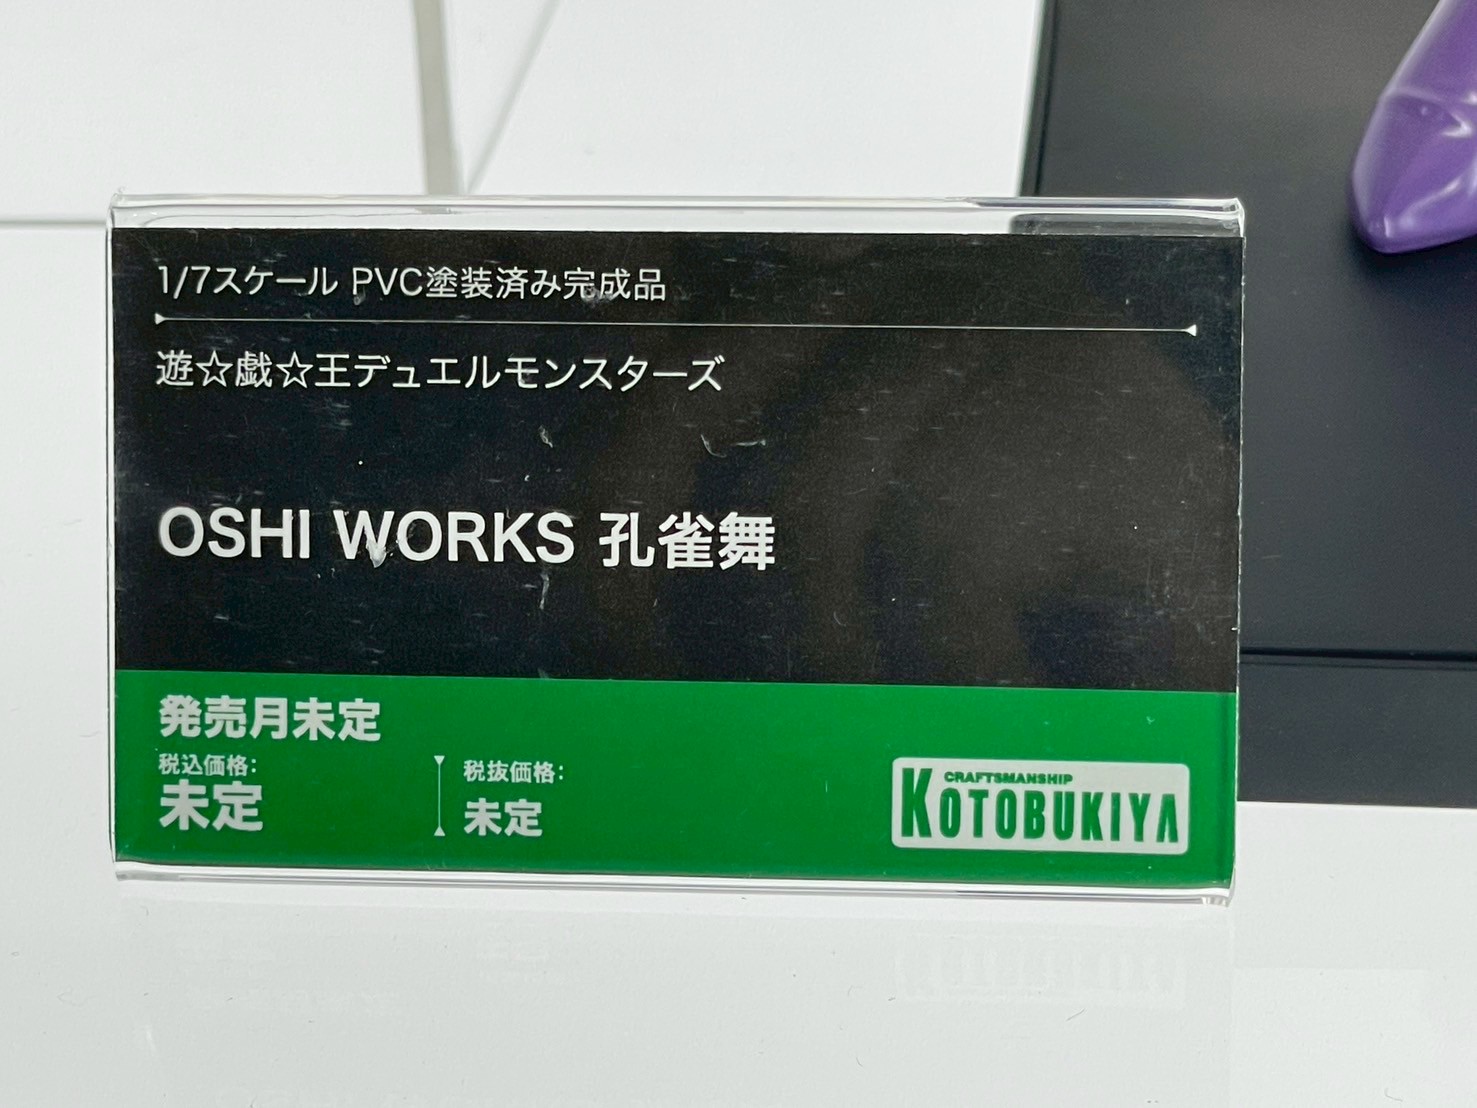 1/7スケール PVC塗装済み完成品
遊☆戯☆王デュエルモンスターズ
OSHI WORKS 孔雀舞
発売月未定
税込価格:
未定
税抜価格:
未定
CRAFTSMANSHIP
KOTOBUKIYA